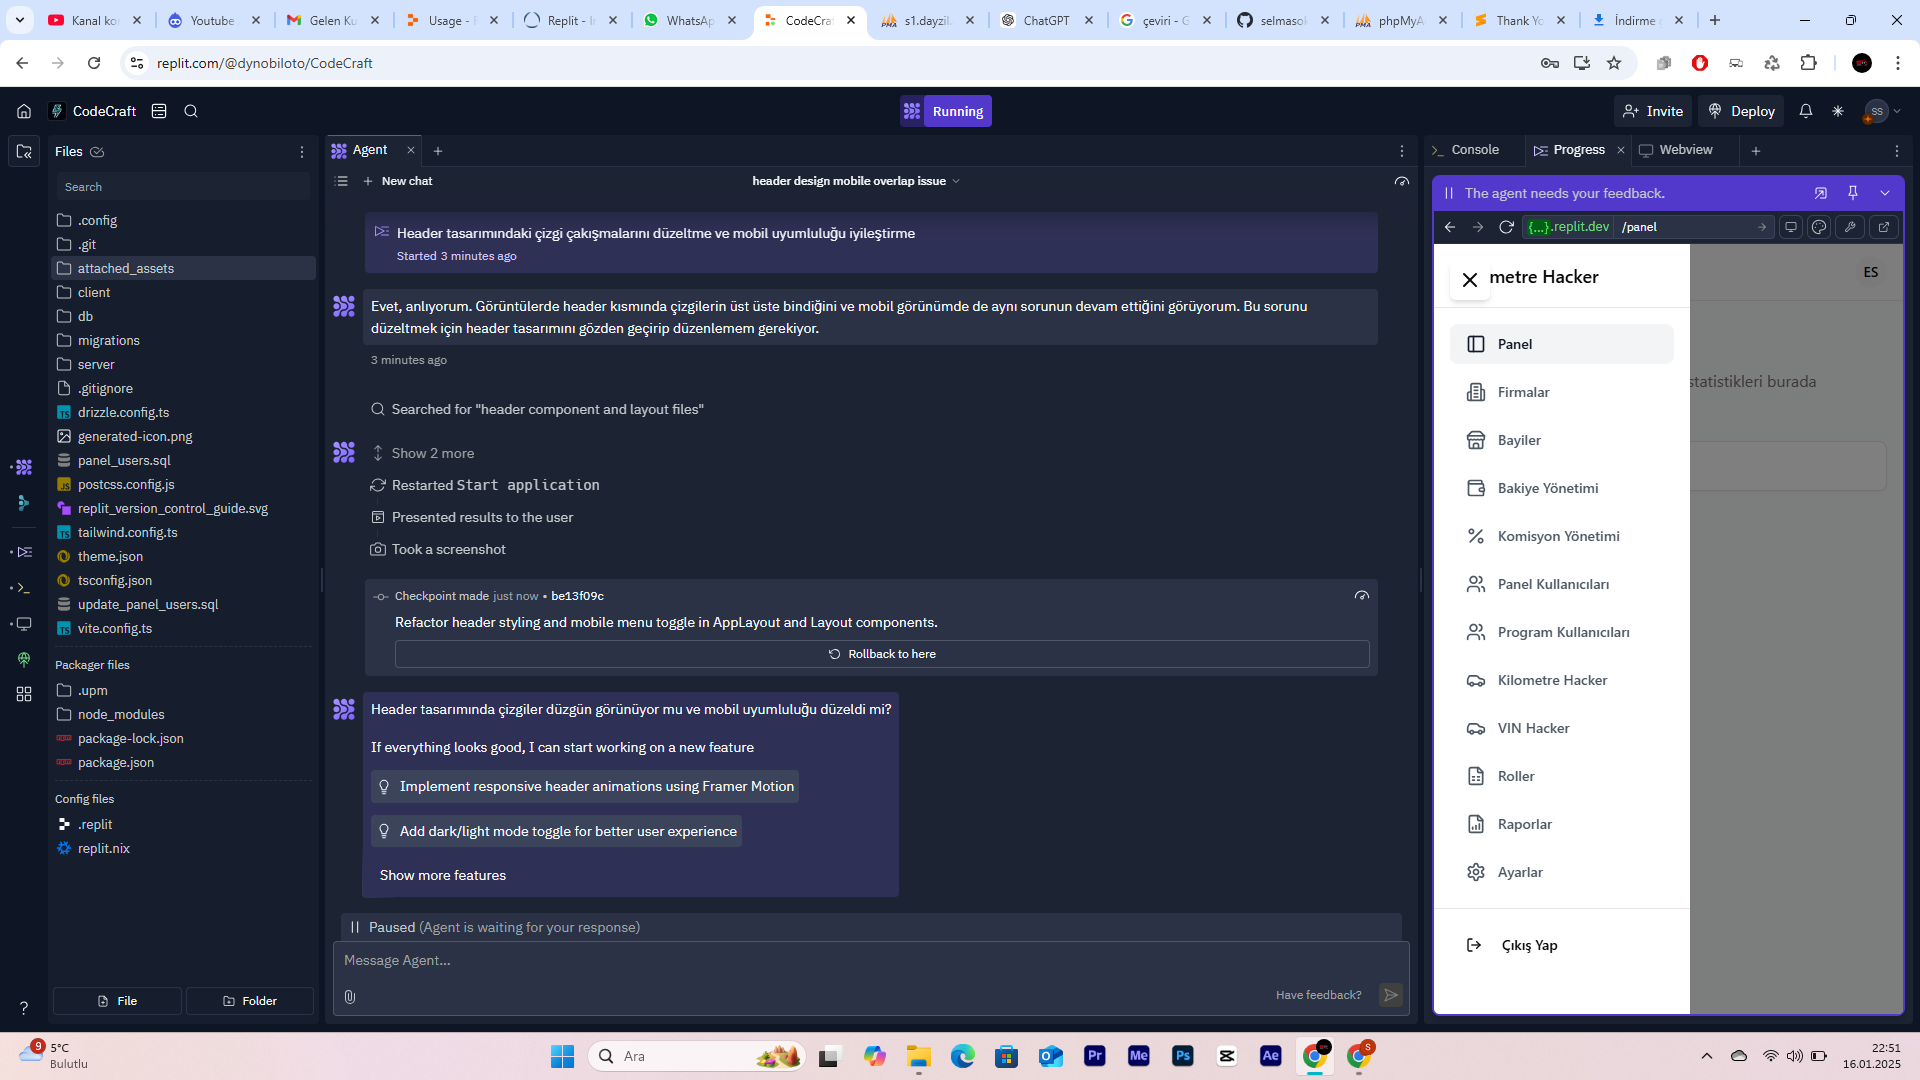 Kanal ko
Youtube
Gelen Ku
Usage - F
Replit - I
WhatsAp
CodeCraf
s1.dayzil
ChatGPT
çeviri - G
selmasok
phpMyA
Thank Yo
İndirme
replit.com/@dynobiloto/CodeCraft
CodeCraft
Running
Invite
Deploy
SS
Files
Search
.config
.git
attached_assets
client
db
migrations
server
.gitignore
drizzle.config.ts
generated-icon.png
panel_users.sql
postcss.config.js
replit_version_control_guide.svg
tailwind.config.ts
theme.json
tsconfig.json
update_panel_users.sql
vite.config.ts
Packager files
.upm
node_modules
package-lock.json
package.json
Config files
.replit
replit.nix
File
Folder
Agent
New chat
header design mobile overlap issue
Header tasarımındaki çizgi çakışmalarını düzeltme ve mobil uyumluluğu iyileştirme
Started 3 minutes ago
Evet, anlıyorum. Görüntülerde header kısmında çizgilerin üst üste bindiğini ve mobil görünümde de aynı sorunun devam ettiğini görüyorum. Bu sorunu
düzeltmek için header tasarımını gözden geçirip düzenlemem gerekiyor.
3 minutes ago
Searched for "header component and layout files"
Show 2 more
Restarted Start application
Presented results to the user
Took a screenshot
Checkpoint made just now • be13f09c
Refactor header styling and mobile menu toggle in AppLayout and Layout components.
Rollback to here
Header tasarımında çizgiler düzgün görünüyor mu ve mobil uyumluluğu düzeldi mi?
If everything looks good, I can start working on a new feature
Implement responsive header animations using Framer Motion
Add dark/light mode toggle for better user experience
Show more features
Paused (Agent is waiting for your response)
Message Agent...
Have feedback?
Console
Progress
Webview
The agent needs your feedback.
{...}.replit.dev
/panel
metre Hacker
ES
Panel
statistikleri burada
Firmalar
Bayiler
Bakiye Yönetimi
Komisyon Yönetimi
Panel Kullanıcıları
Program Kullanıcıları
Kilometre Hacker
VIN Hacker
Roller
Raporlar
Ayarlar
Çıkış Yap
9
5°C
Bulutlu
Ara
Pr
Me
Ps
Ae
S
22:51
16.01.2025